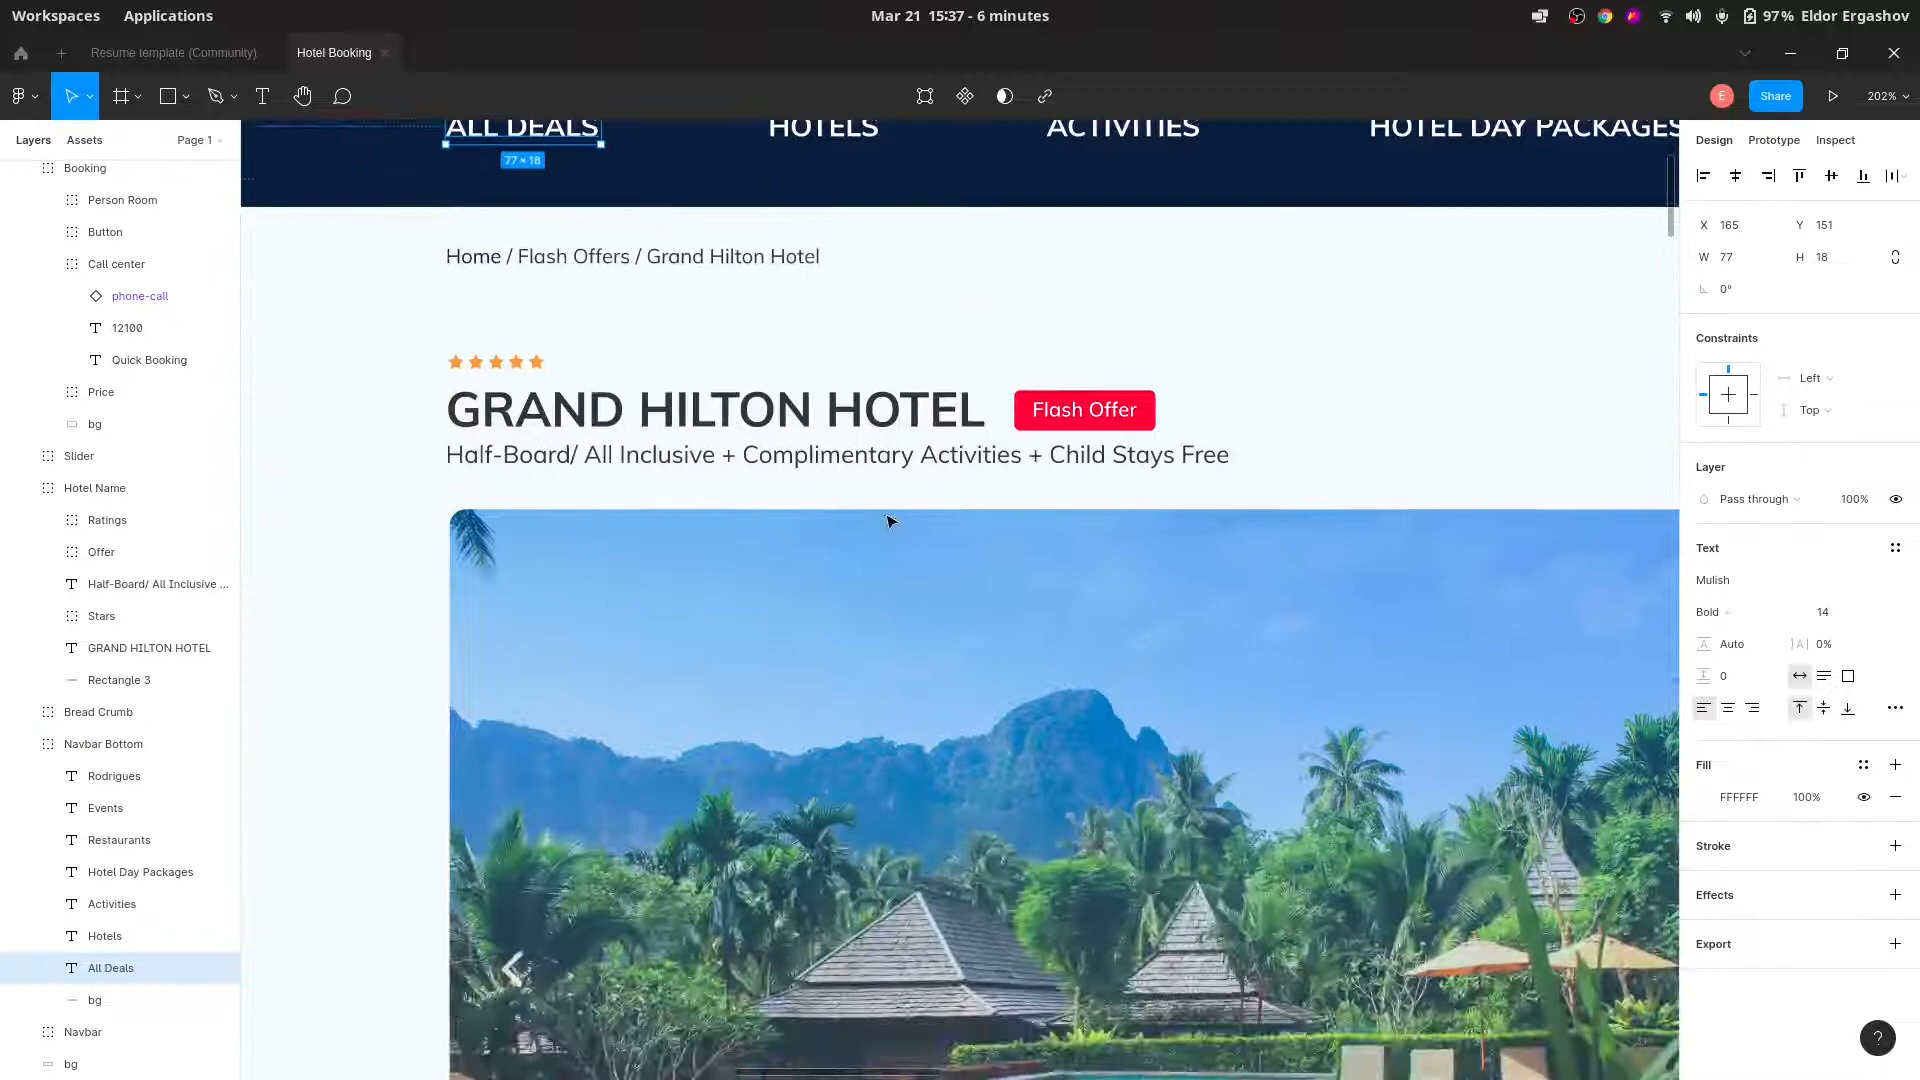 Workspaces Applications Mar 21 15:37 - 6 minutes 97% Eldor Ergashov
Resume template (Community) Hotel Booking
E Share 202%
Layers Assets Page 1
Booking
Person Room
Button
Call center
phone-call
12100
Quick Booking
Price
bg
Slider
Hotel Name
Ratings
Offer
Half-Board/ All Inclusive ...
Stars
GRAND HILTON HOTEL
Rectangle 3
Bread Crumb
Navbar Bottom
Rodrigues
Events
Restaurants
Hotel Day Packages
Activities
Hotels
All Deals
bg
Navbar
bg
ALL DEALS HOTELS ACTIVITIES HOTEL DAY PACKAGES
77 × 18
Home / Flash Offers / Grand Hilton Hotel
GRAND HILTON HOTEL Flash Offer
Half-Board/ All Inclusive + Complimentary Activities + Child Stays Free
Design Prototype Inspect
X 165 Y 151
W 77 H 18
0°
Constraints
Left
Top
Layer
Pass through 100%
Text
Mulish
Bold 14
Auto 0%
0
Fill
FFFFFF 100%
Stroke
Effects
Export
?